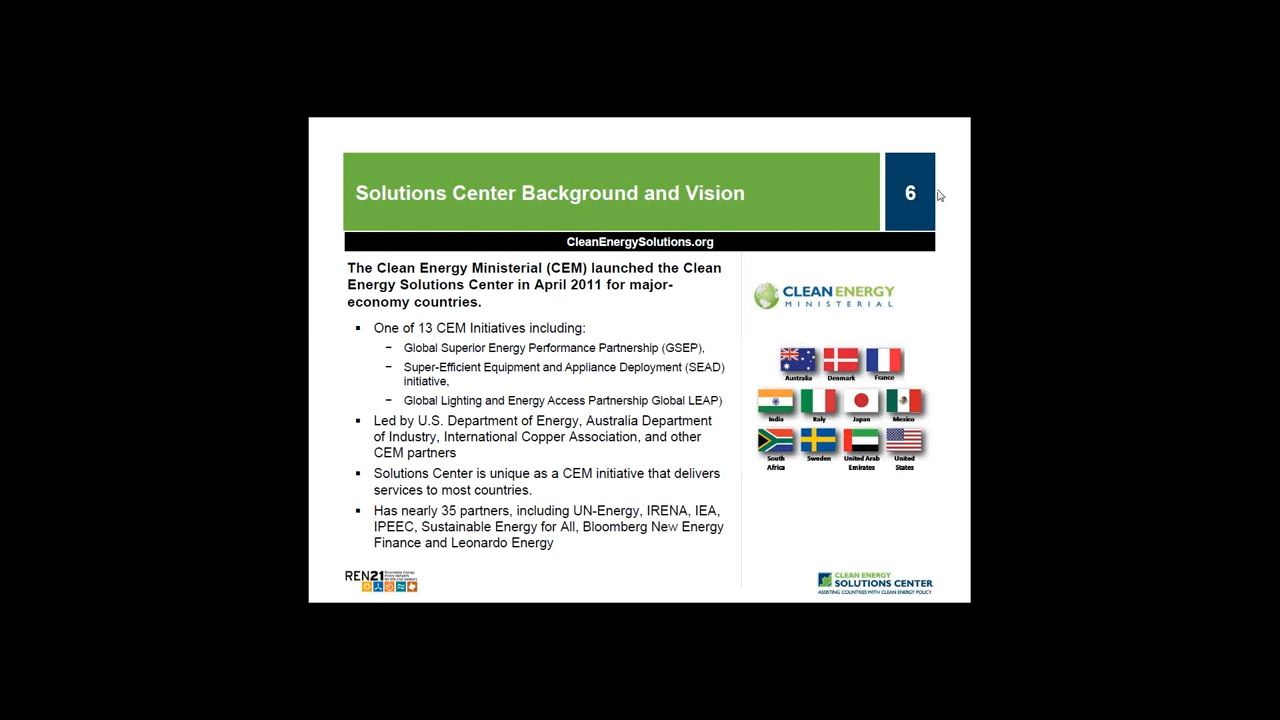 Solutions Center Background and Vision
6
CleanEnergySolutions.org
The Clean Energy Ministerial (CEM) launched the Clean
Energy Solutions Center in April 2011 for major-
economy countries.
▪ One of 13 CEM Initiatives including:
− Global Superior Energy Performance Partnership (GSEP),
− Super-Efficient Equipment and Appliance Deployment (SEAD)
initiative,
− Global Lighting and Energy Access Partnership Global LEAP)
▪ Led by U.S. Department of Energy, Australia Department
of Industry, International Copper Association, and other
CEM partners
▪ Solutions Center is unique as a CEM initiative that delivers
services to most countries.
▪ Has nearly 35 partners, including UN-Energy, IRENA, IEA,
IPEEC, Sustainable Energy for All, Bloomberg New Energy
Finance and Leonardo Energy
CLEAN ENERGY
MINISTERIAL
Australia Denmark France
India Italy Japan Mexico
South Africa Sweden United Arab Emirates United States
REN21
CLEAN ENERGY
SOLUTIONS CENTER
ASSISTING COUNTRIES WITH CLEAN ENERGY POLICY